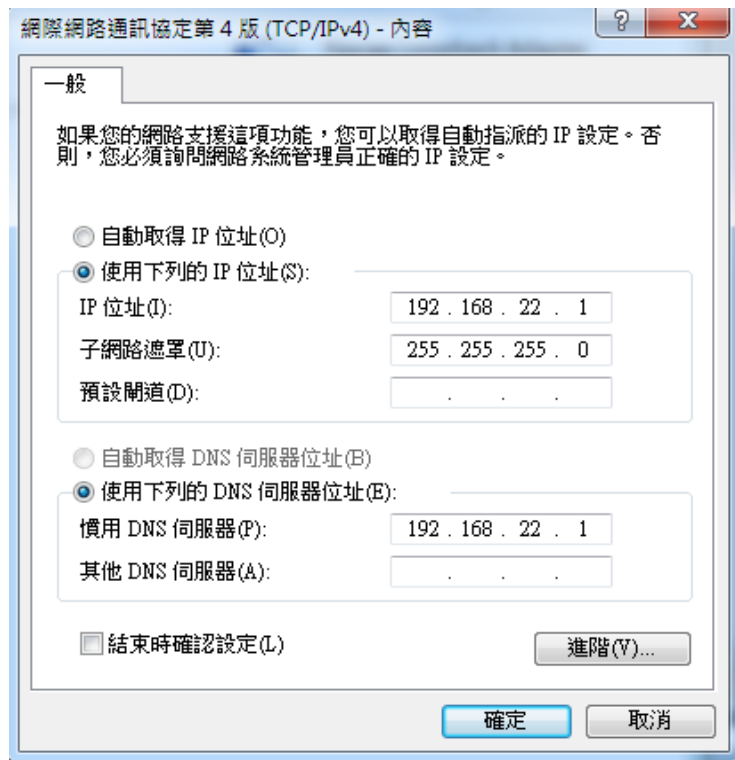 網際網路通訊協定第 4 版 (TCP/IPv4) - 內容
一般
如果您的網路支援這項功能，您可以取得自動指派的 IP 設定。否
則，您必須詢問網路系統管理員正確的 IP 設定。
自動取得 IP 位址(O)
使用下列的 IP 位址(S):
IP 位址(I): 192 . 168 . 22 . 1
子網路遮罩(U): 255 . 255 . 255 . 0
預設閘道(D): . . .
自動取得 DNS 伺服器位址(B)
使用下列的 DNS 伺服器位址(E):
慣用 DNS 伺服器(P): 192 . 168 . 22 . 1
其他 DNS 伺服器(A): . . .
結束時確認設定(L)
進階(V)...
確定 取消